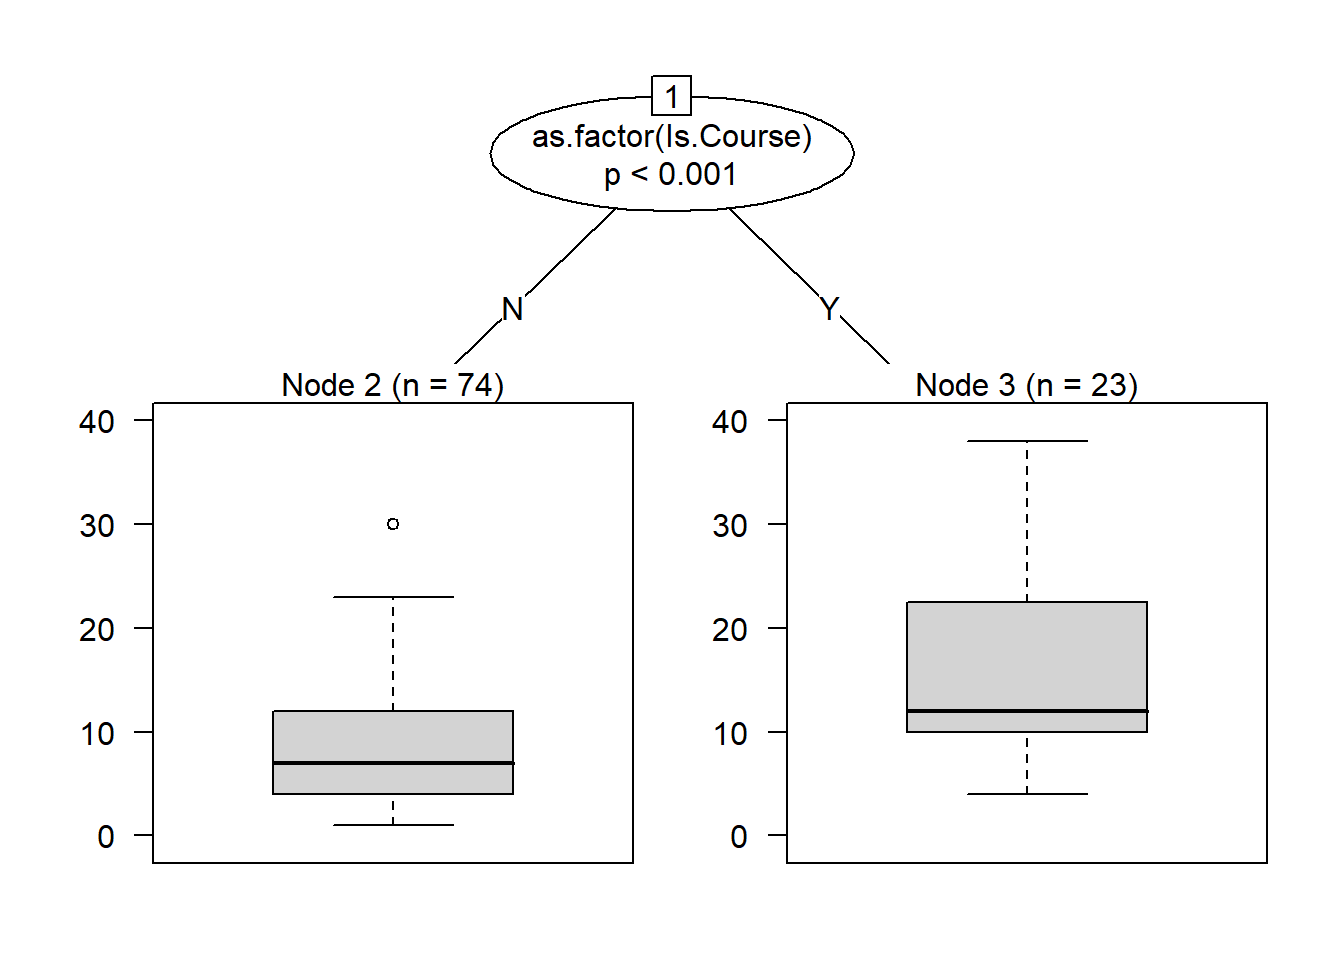 1
as.factor(Is.Course)
p < 0.001
N
Y
Node 2 (n = 74)
40
30
20
10
0
Node 3 (n = 23)
40
30
20
10
0